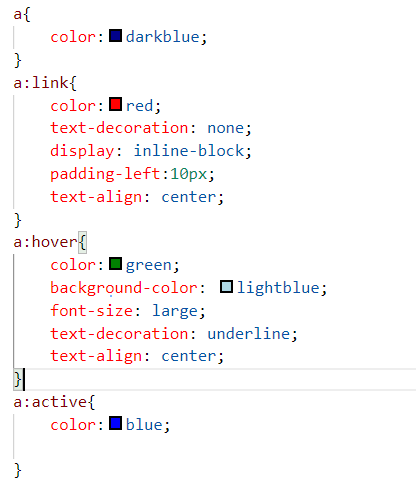 a{
color: darkblue;
}
a:link{
color: red;
text-decoration: none;
display: inline-block;
padding-left:10px;
text-align: center;
}
a:hover{
color: green;
background-color: lightblue;
font-size: large;
text-decoration: underline;
text-align: center;
}
a:active{
color: blue;
}